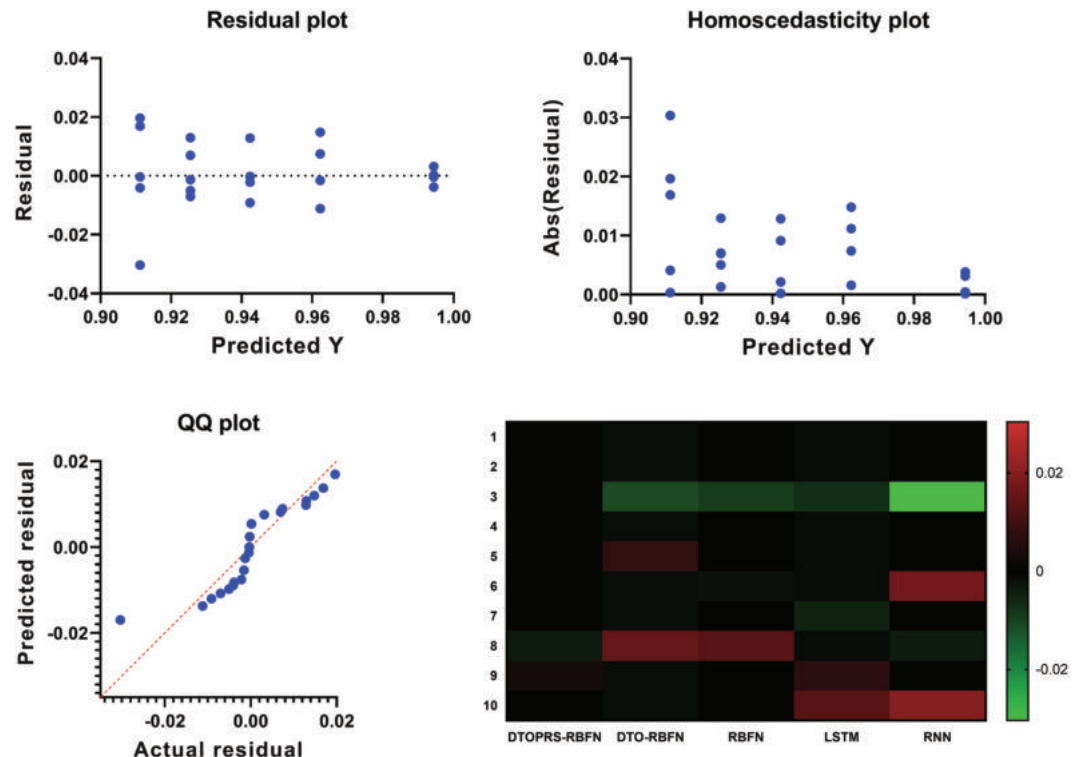 Residual plot
0.04
0.02
0.00
-0.02
-0.04
Residual
0.90 0.92 0.94 0.96 0.98 1.00
Predicted Y
Homoscedasticity plot
0.04
0.03
0.02
0.01
0.00
Abs(Residual)
0.90 0.92 0.94 0.96 0.98 1.00
Predicted Y
QQ plot
0.02
0.00
-0.02
Predicted residual
-0.02 0.00 0.02
Actual residual
1
2
3
4
5
6
7
8
9
10
DTOPRS-RBFN DTO-RBFN RBFN LSTM RNN
0.02
0
-0.02